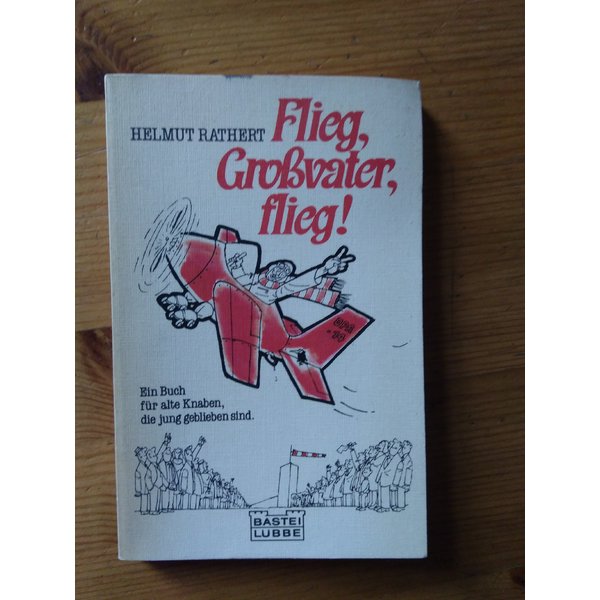 HELMUT RATHERT
Flieg,
Großvater,
flieg!
Ein Buch
für alte Knaben,
die jung geblieben sind.
BASTEI
LÜBBE